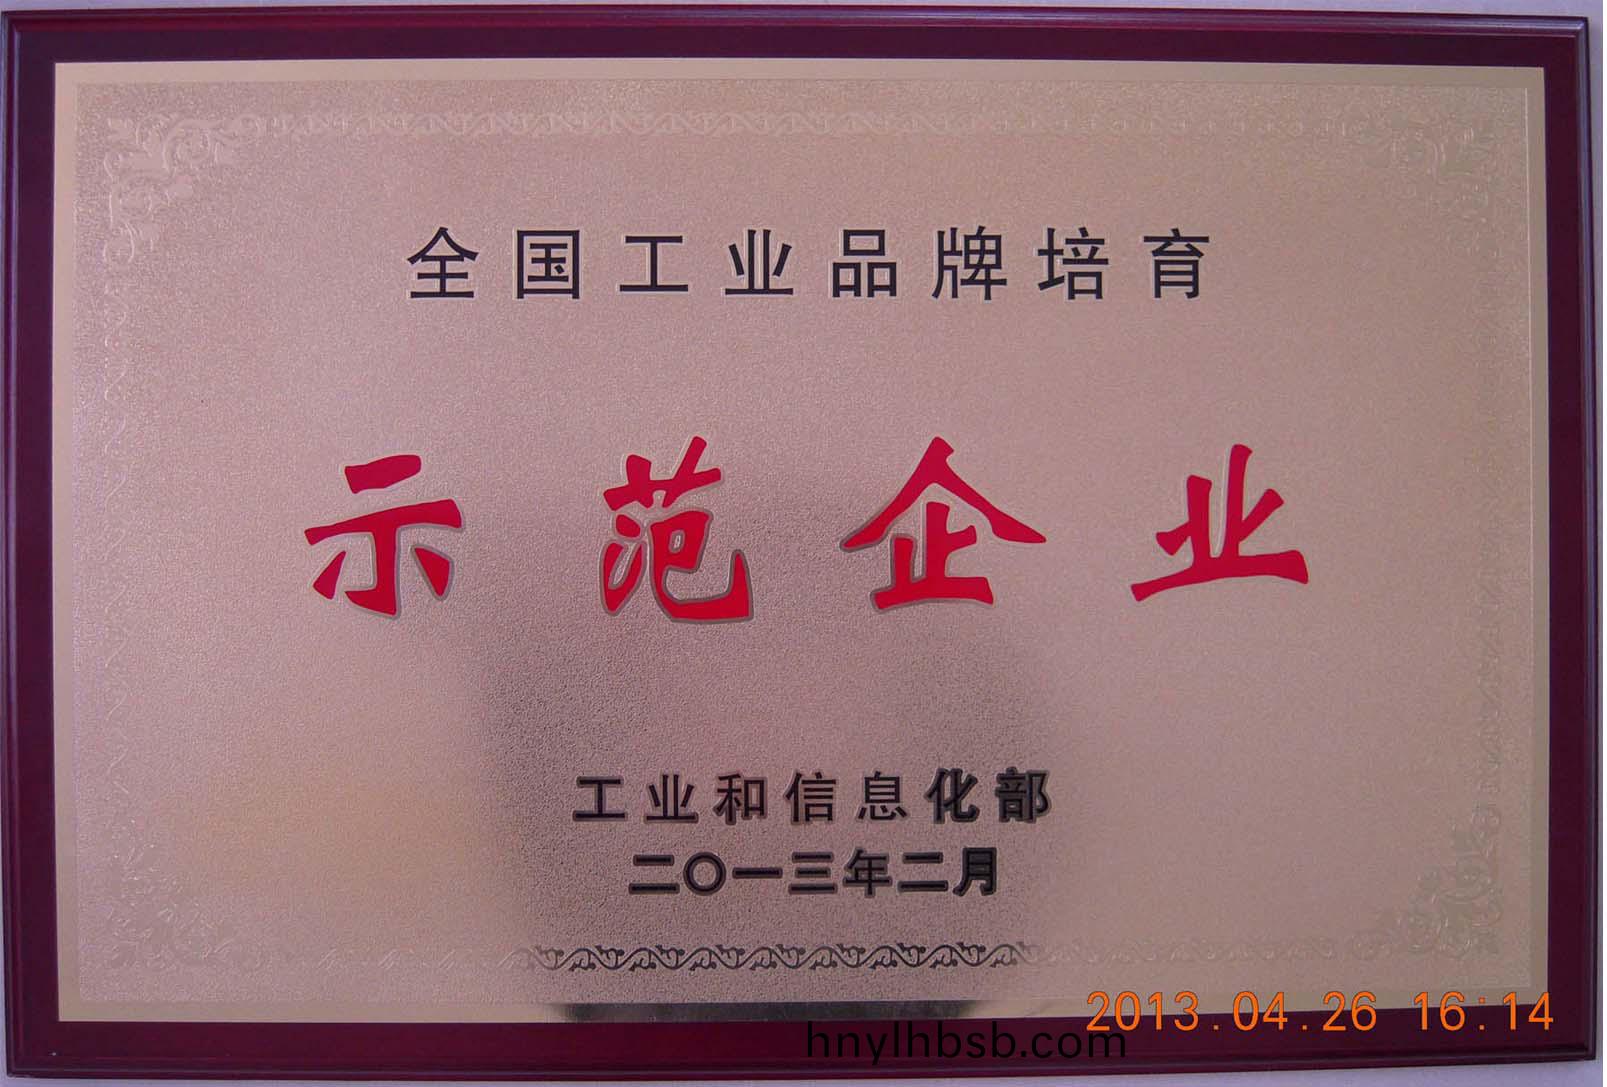 全国工业品牌培育
示范企业
工业和信息化部
二〇一三年二月
2013.04.26 16:14
hnylhbsb.com